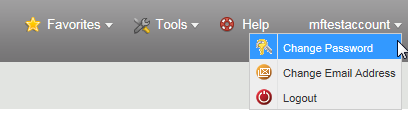 Favorites Tools Help mftestaccount
Change Password
Change Email Address
Logout